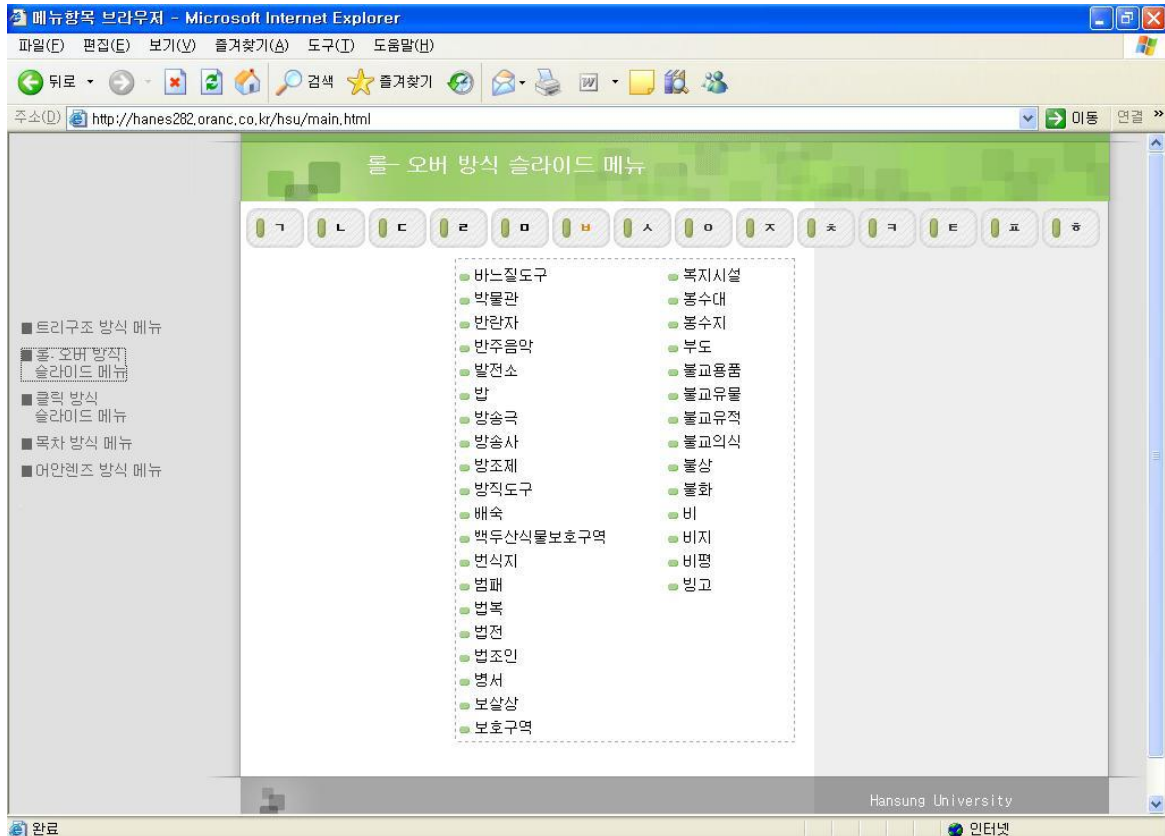 메뉴항목 브라우저 - Microsoft Internet Explorer
파일(F) 편집(E) 보기(V) 즐겨찾기(A) 도구(T) 도움말(H)
뒤로 검색 즐겨찾기
주소(D) http://hanes282.oranc.co.kr/hsu/main.html 이동 연결 »
롤- 오버 방식 슬라이드 메뉴
ㄱ ㄴ ㄷ ㄹ ㅁ ㅂ ㅅ ㅇ ㅈ ㅊ ㅋ ㅌ ㅍ ㅎ
트리구조 방식 메뉴
롤- 오버 방식
슬라이드 메뉴
클릭 방식
슬라이드 메뉴
목차 방식 메뉴
어안렌즈 방식 메뉴
바느질도구
박물관
반란자
반주음악
발전소
밥
방송극
방송사
방조제
방직도구
배숙
백두산식물보호구역
번식지
범패
법복
법전
법조인
병서
보살상
보호구역
복지시설
봉수대
봉수지
부도
불교용품
불교유물
불교유적
불교의식
불상
불화
비
비지
비평
빙고
Hansung University
완료 인터넷